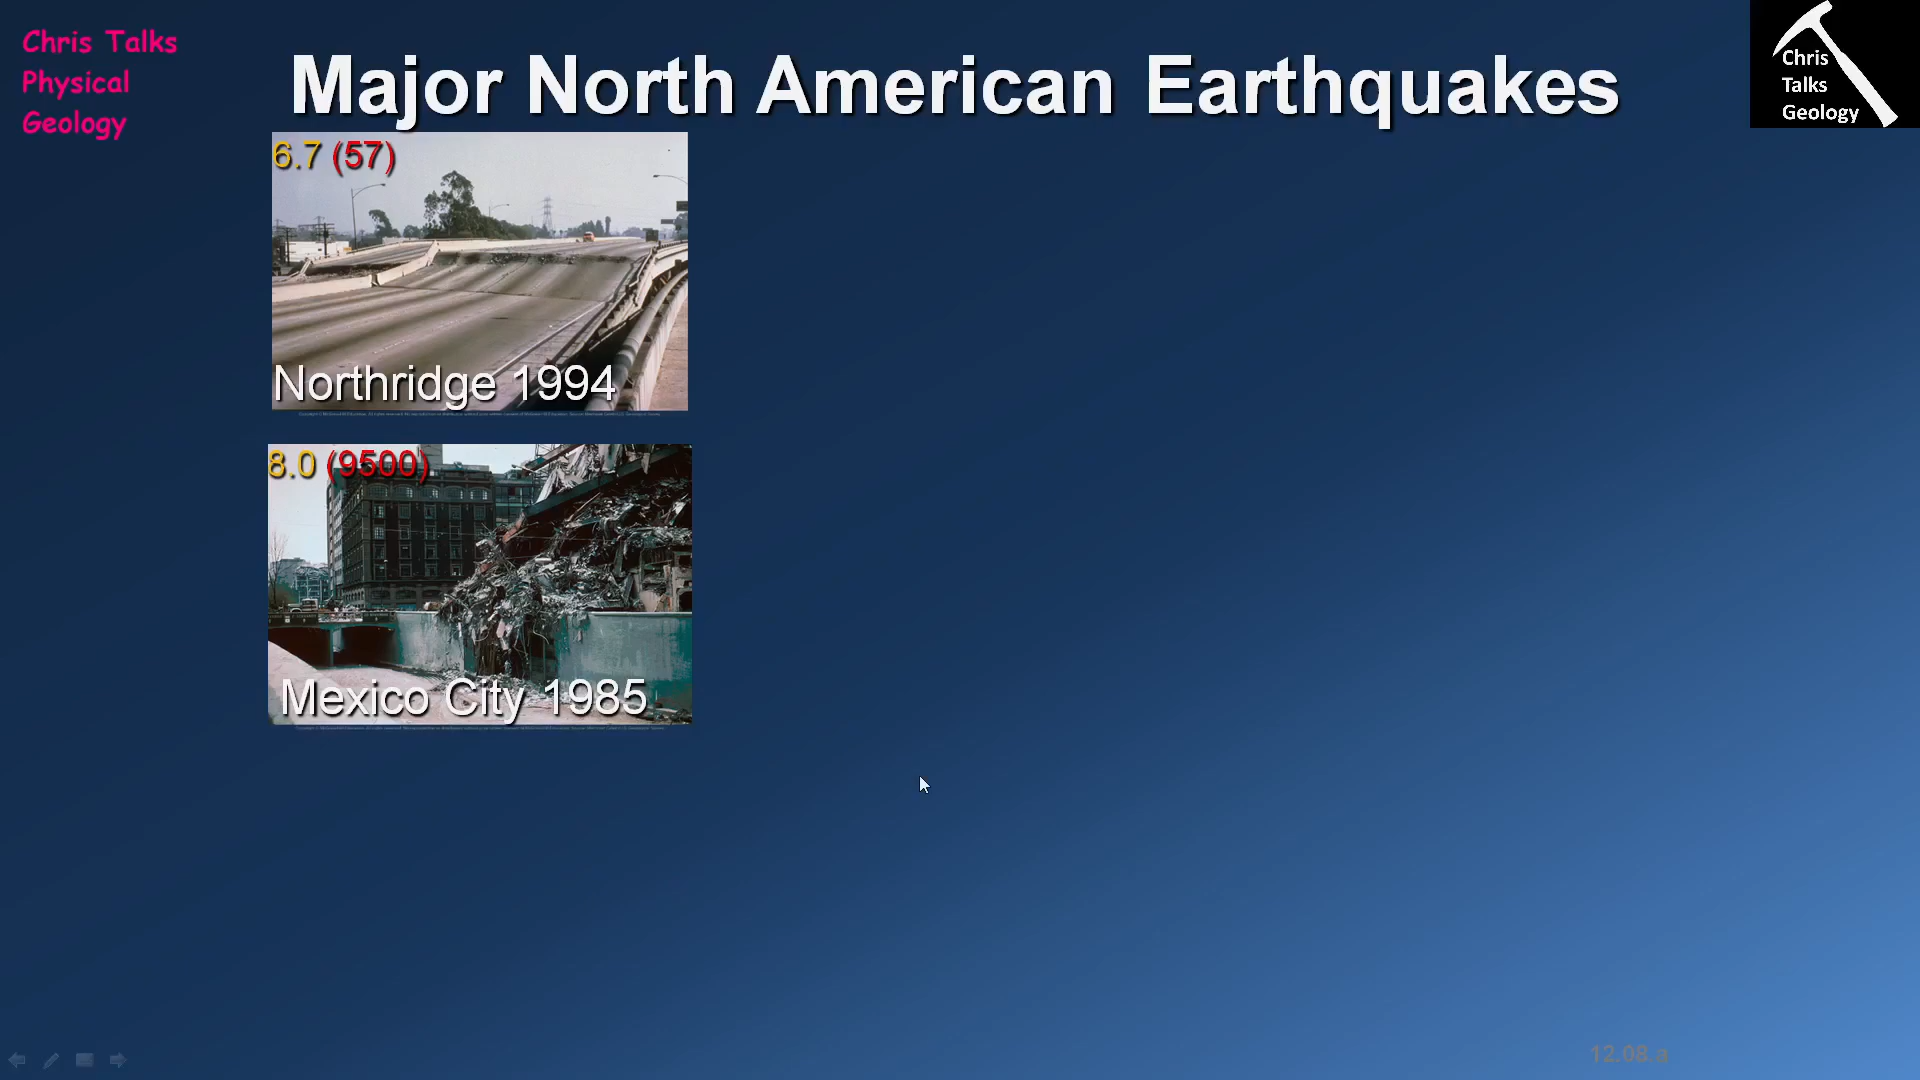 Chris Talks
Physical
Geology
Major North American Earthquakes
Chris
Talks
Geology
6.7 (57)
Northridge 1994
8.0 (9500)
Mexico City 1985
12.08.a